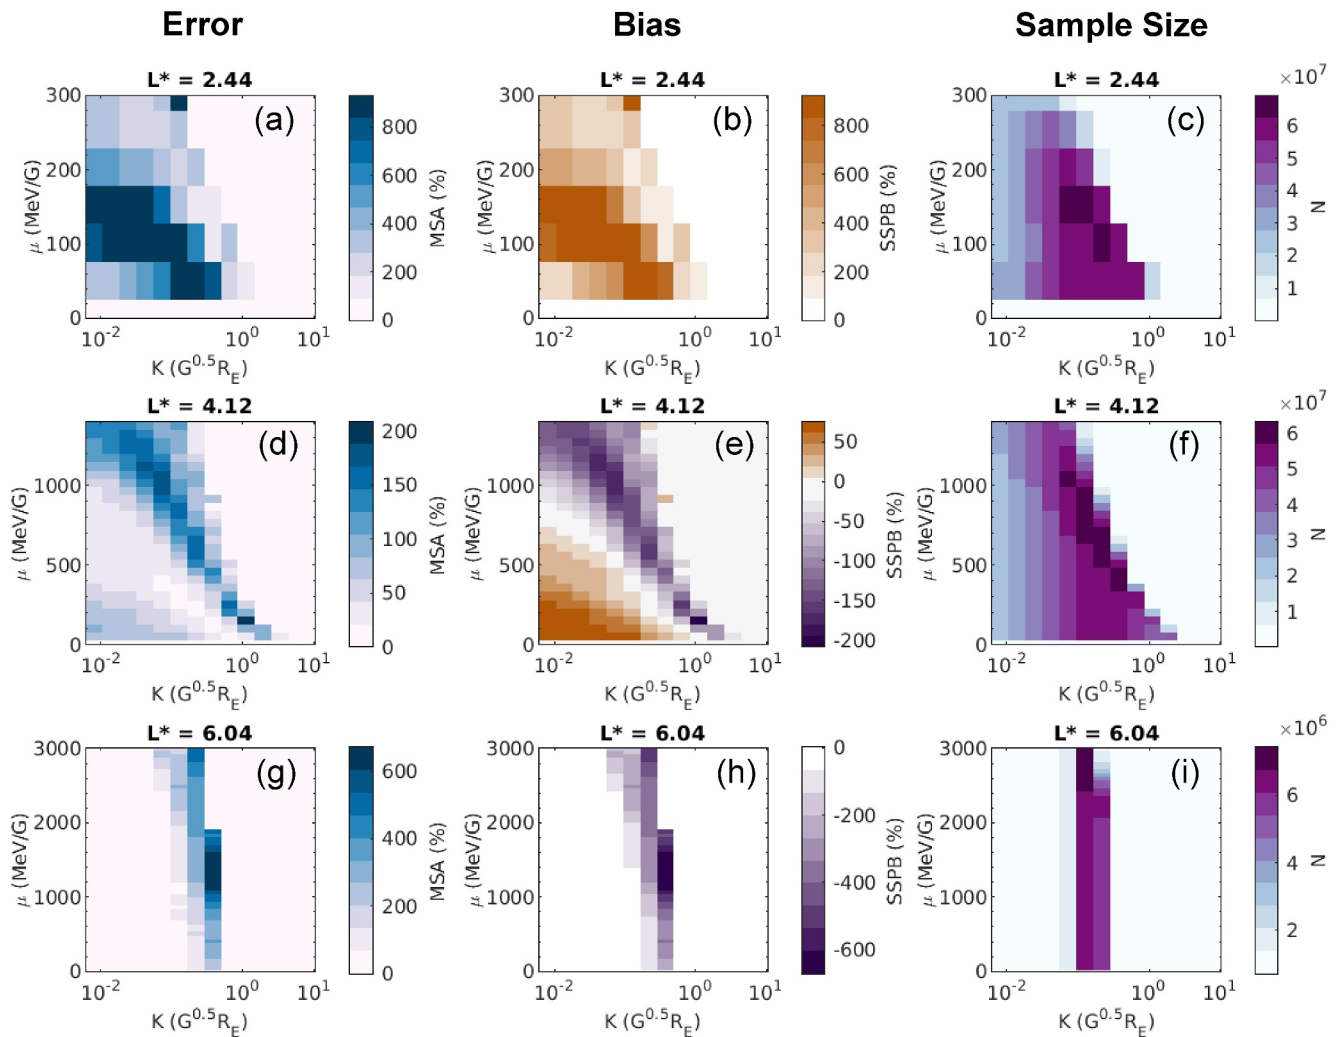 Error Bias Sample Size
L* = 2.44 L* = 2.44 L* = 2.44 ×10^7
300 (a) 800 300 (b) 800 300 (c) 6
200 600 200 600 200 5
100 400 100 400 100 4
0 200 0 200 0 3
0 0 2
1
μ (MeV/G) MSA (%) μ (MeV/G) SSPB (%) μ (MeV/G) N
10^-2 10^0 10^1 10^-2 10^0 10^1 10^-2 10^0 10^1
K (G^0.5 R_E) K (G^0.5 R_E) K (G^0.5 R_E)
L* = 4.12 L* = 4.12 L* = 4.12 ×10^7
1000 (d) 200 1000 (e) 50 1000 (f) 6
500 150 500 0 500 5
0 100 0 -50 0 4
50 -100 3
0 -150 2
-200 1
μ (MeV/G) MSA (%) μ (MeV/G) SSPB (%) μ (MeV/G) N
10^-2 10^0 10^1 10^-2 10^0 10^1 10^-2 10^0 10^1
K (G^0.5 R_E) K (G^0.5 R_E) K (G^0.5 R_E)
L* = 6.04 L* = 6.04 L* = 6.04 ×10^6
3000 (g) 600 3000 (h) 0 3000 (i) 6
2000 400 2000 -200 2000 4
1000 200 1000 -400 1000 2
0 0 0 -600 0
μ (MeV/G) MSA (%) μ (MeV/G) SSPB (%) μ (MeV/G) N
10^-2 10^0 10^1 10^-2 10^0 10^1 10^-2 10^0 10^1
K (G^0.5 R_E) K (G^0.5 R_E) K (G^0.5 R_E)